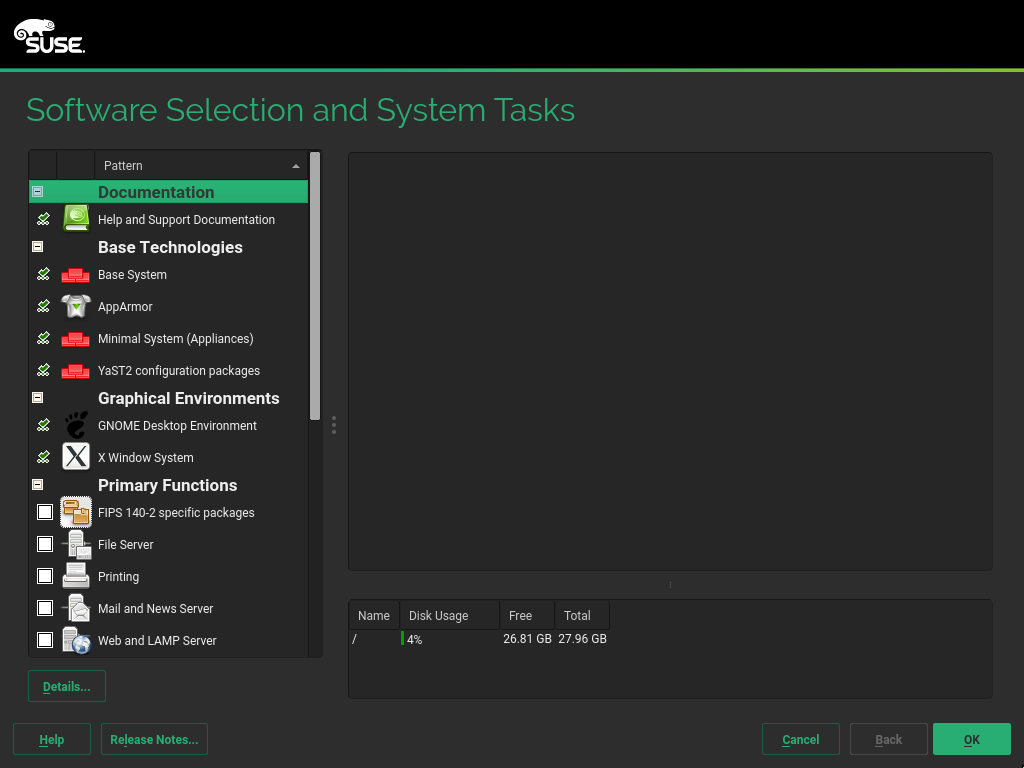 SUSE.
Software Selection and System Tasks
Pattern
Documentation
Help and Support Documentation
Base Technologies
Base System
AppArmor
Minimal System (Appliances)
YaST2 configuration packages
Graphical Environments
GNOME Desktop Environment
X Window System
Primary Functions
FIPS 140-2 specific packages
File Server
Printing
Mail and News Server
Web and LAMP Server
Name Disk Usage Free Total
/ 4% 26.81 GB 27.96 GB
Details...
Help Release Notes... Cancel Back OK